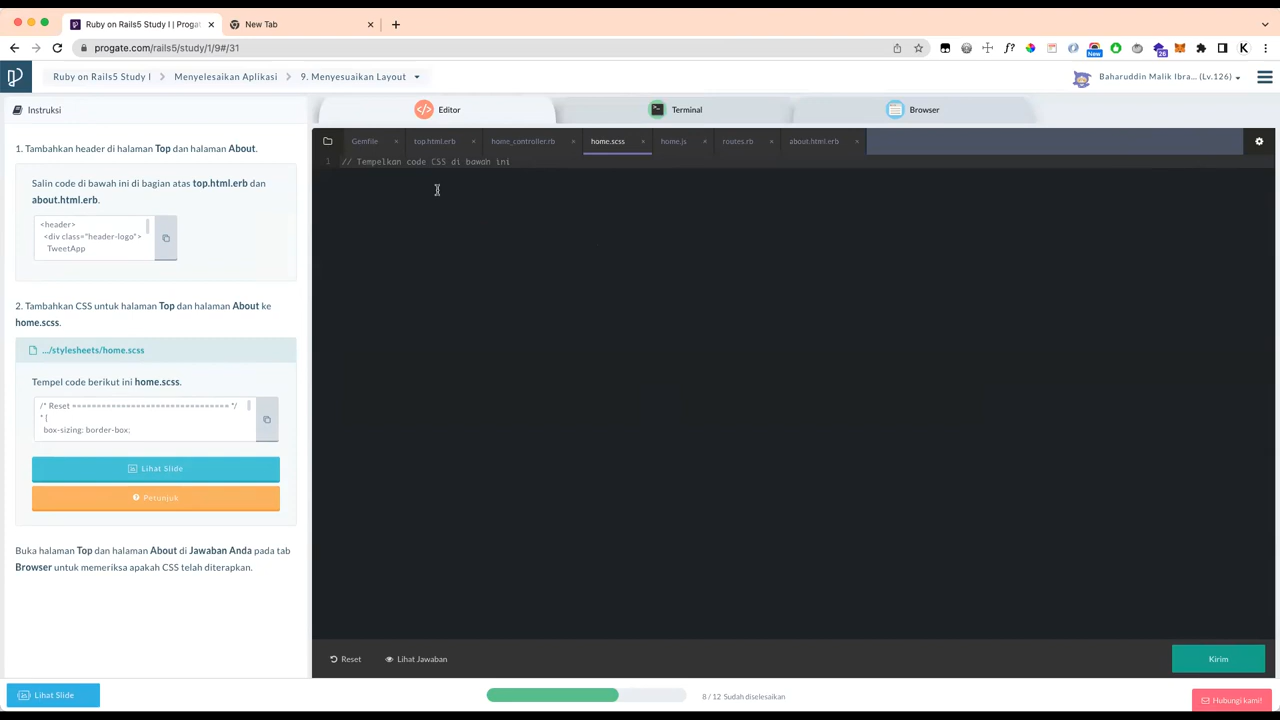 Ruby on Rails5 Study I | Progat
New Tab
progate.com/rails5/study/1/9#/31
New
26
K
Ruby on Rails5 Study I
Menyelesaikan Aplikasi
9. Menyesuaikan Layout
Baharuddin Malik Ibra... (Lv.126)
Instruksi
Editor
Terminal
Browser
Gemfile
top.html.erb
home_controller.rb
home.scss
home.js
routes.rb
about.html.erb
1 // Tempelkan code CSS di bawah ini
1. Tambahkan header di halaman Top dan halaman About.
Salin code di bawah ini di bagian atas top.html.erb dan
about.html.erb.
<header>
<div class="header-logo">
TweetApp
2. Tambahkan CSS untuk halaman Top dan halaman About ke
home.scss.
.../stylesheets/home.scss
Tempel code berikut ini home.scss.
/* Reset ================================ */
* {
box-sizing: border-box;
Lihat Slide
Petunjuk
Buka halaman Top dan halaman About di Jawaban Anda pada tab
Browser untuk memeriksa apakah CSS telah diterapkan.
Reset
Lihat Jawaban
Kirim
Lihat Slide
8 / 12 Sudah diselesaikan
Hubungi kami!